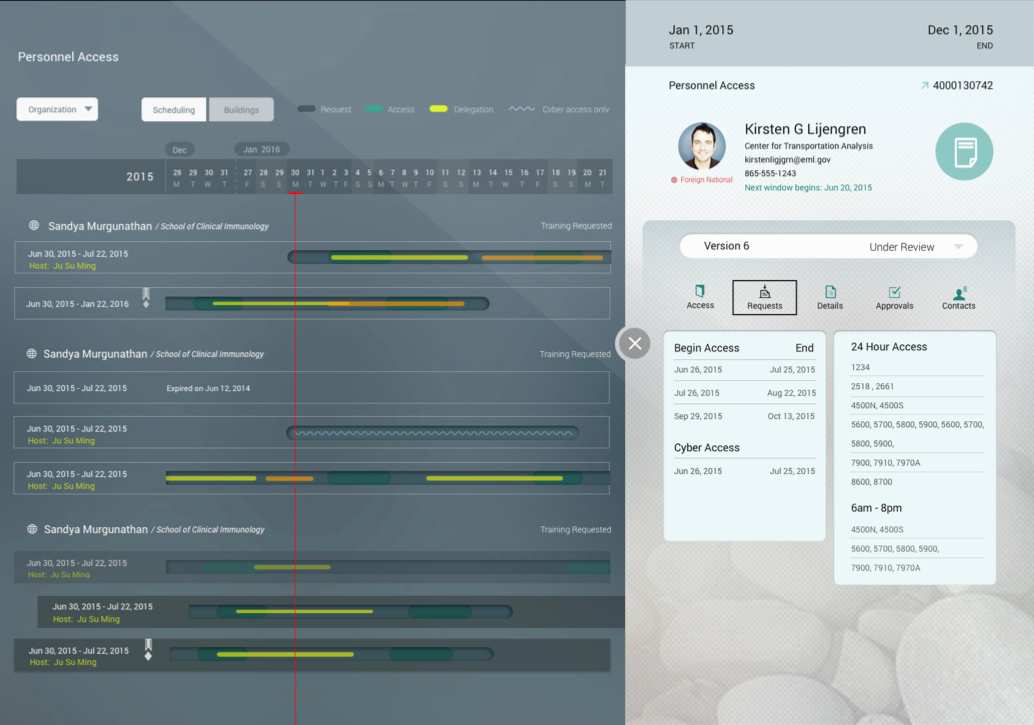 Personnel Access
Organization
Scheduling
Buildings
Request
Access
Delegation
Cyber access only
Dec
Jan 2016
2015
28 29 30 31 27 28 29 30 31 1 2 3 4 5 6 7 8 9 10 11 12 13 14 15 16 17 18 19 20 21
M T W T F S S M T W T F S S M T W T F S S M T W T F S S M T
Sandya Murgunathan / School of Clinical Immunology
Training Requested
Jun 30, 2015 - Jul 22, 2015
Host: Ju Su Ming
Jun 30, 2015 - Jan 22, 2016
Sandya Murgunathan / School of Clinical Immunology
Training Requested
Jun 30, 2015 - Jul 22, 2015
Expired on Jun 12, 2014
Jun 30, 2015 - Jul 22, 2015
Host: Ju Su Ming
Jun 30, 2015 - Jul 22, 2015
Host: Ju Su Ming
Sandya Murgunathan / School of Clinical Immunology
Training Requested
Jun 30, 2015 - Jul 22, 2015
Host: Ju Su Ming
Jun 30, 2015 - Jul 22, 2015
Host: Ju Su Ming
Jun 30, 2015 - Jul 22, 2015
Host: Ju Su Ming
Jan 1, 2015
START
Dec 1, 2015
END
Personnel Access
4000130742
Kirsten G Lijengren
Center for Transportation Analysis
kirstenligjgrn@eml.gov
865-555-1243
Next window begins: Jun 20, 2015
Foreign National
Version 6
Under Review
Access
Requests
Details
Approvals
8
Contacts
Begin Access End
Jun 26, 2015 Jul 25, 2015
Jul 26, 2015 Aug 22, 2015
Sep 29, 2015 Oct 13, 2015
Cyber Access
Jun 26, 2015 Jul 25, 2015
24 Hour Access
1234
2518 , 2661
4500N, 4500S
5600, 5700, 5800, 5900, 5600, 5700,
5800, 5900,
7900, 7910, 7970A
8600, 8700
6am - 8pm
4500N, 4500S
5600, 5700, 5800, 5900,
7900, 7910, 7970A